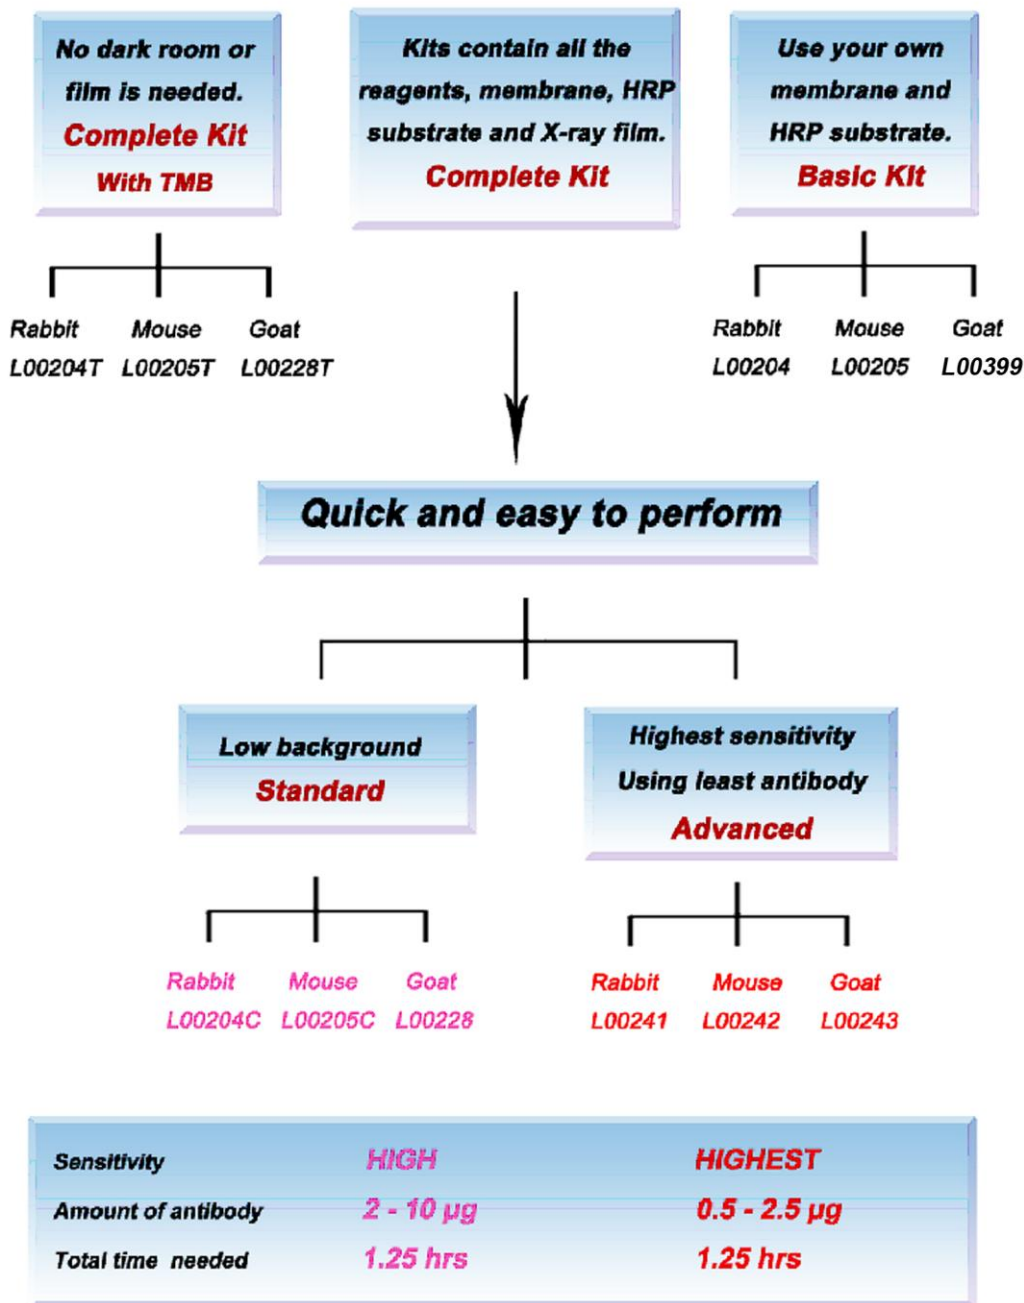 No dark room or
film is needed.
Complete Kit
With TMB
Kits contain all the
reagents, membrane, HRP
substrate and X-ray film.
Complete Kit
Use your own
membrane and
HRP substrate.
Basic Kit
Rabbit Mouse Goat
L00204T L00205T L00228T
Rabbit Mouse Goat
L00204 L00205 L00399
Quick and easy to perform
Low background
Standard
Highest sensitivity
Using least antibody
Advanced
Rabbit Mouse Goat
L00204C L00205C L00228
Rabbit Mouse Goat
L00241 L00242 L00243
Sensitivity HIGH HIGHEST
Amount of antibody 2 - 10 µg 0.5 - 2.5 µg
Total time needed 1.25 hrs 1.25 hrs